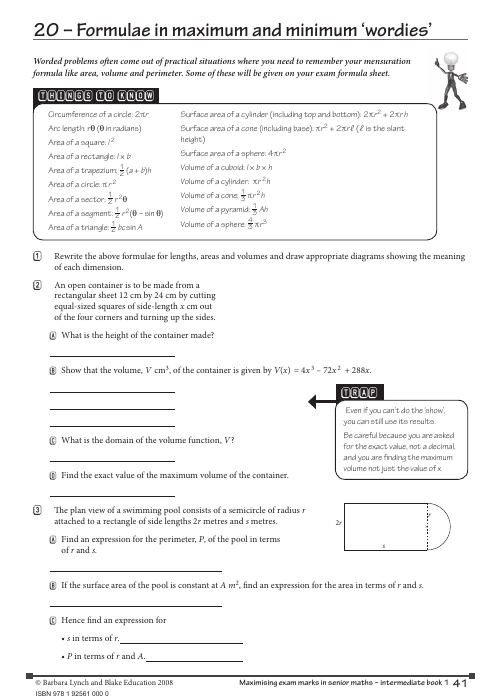 20 – Formulae in maximum and minimum ‘wordies’
Worded problems often come out of practical situations where you need to remember your mensuration
formula like area, volume and perimeter. Some of these will be given on your exam formula sheet.
THINGS TO KNOW
Circumference of a circle: 2πr
Arc length: rθ (θ in radians)
Area of a square: l²
Area of a rectangle: l × b
Area of a trapezium: 1/2 (a + b)h
Area of a circle: πr²
Area of a sector: 1/2 r²θ
Area of a segment: 1/2 r²(θ – sin θ)
Area of a triangle: 1/2 bc sin A
Surface area of a cylinder (including top and bottom): 2πr² + 2πrh
Surface area of a cone (including base): πr² + 2πrℓ (ℓ is the slant
height)
Surface area of a sphere: 4πr²
Volume of a cuboid: l × b × h
Volume of a cylinder: πr²h
Volume of a cone: 1/3 πr²h
Volume of a pyramid: 1/3 Ah
Volume of a sphere: 4/3 πr³
1 Rewrite the above formulae for lengths, areas and volumes and draw appropriate diagrams showing the meaning
of each dimension.
2 An open container is to be made from a
rectangular sheet 12 cm by 24 cm by cutting
equal-sized squares of side-length x cm out
of the four corners and turning up the sides.
A What is the height of the container made?
B Show that the volume, V cm³, of the container is given by V(x) = 4x³ – 72x² + 288x.
TRAP
Even if you can't do the 'show',
you can still use its results.
Be careful because you are asked
for the exact value, not a decimal,
and you are finding the maximum
volume not just the value of x.
C What is the domain of the volume function, V?
D Find the exact value of the maximum volume of the container.
3 The plan view of a swimming pool consists of a semicircle of radius r
attached to a rectangle of side lengths 2r metres and s metres.
2r
r
s
A Find an expression for the perimeter, P, of the pool in terms
of r and s.
B If the surface area of the pool is constant at A m², find an expression for the area in terms of r and s.
C Hence find an expression for
• s in terms of r.
• P in terms of r and A.
© Barbara Lynch and Blake Education 2008
Maximising exam marks in senior maths – intermediate book 1 41
ISBN 978 1 92561 000 0